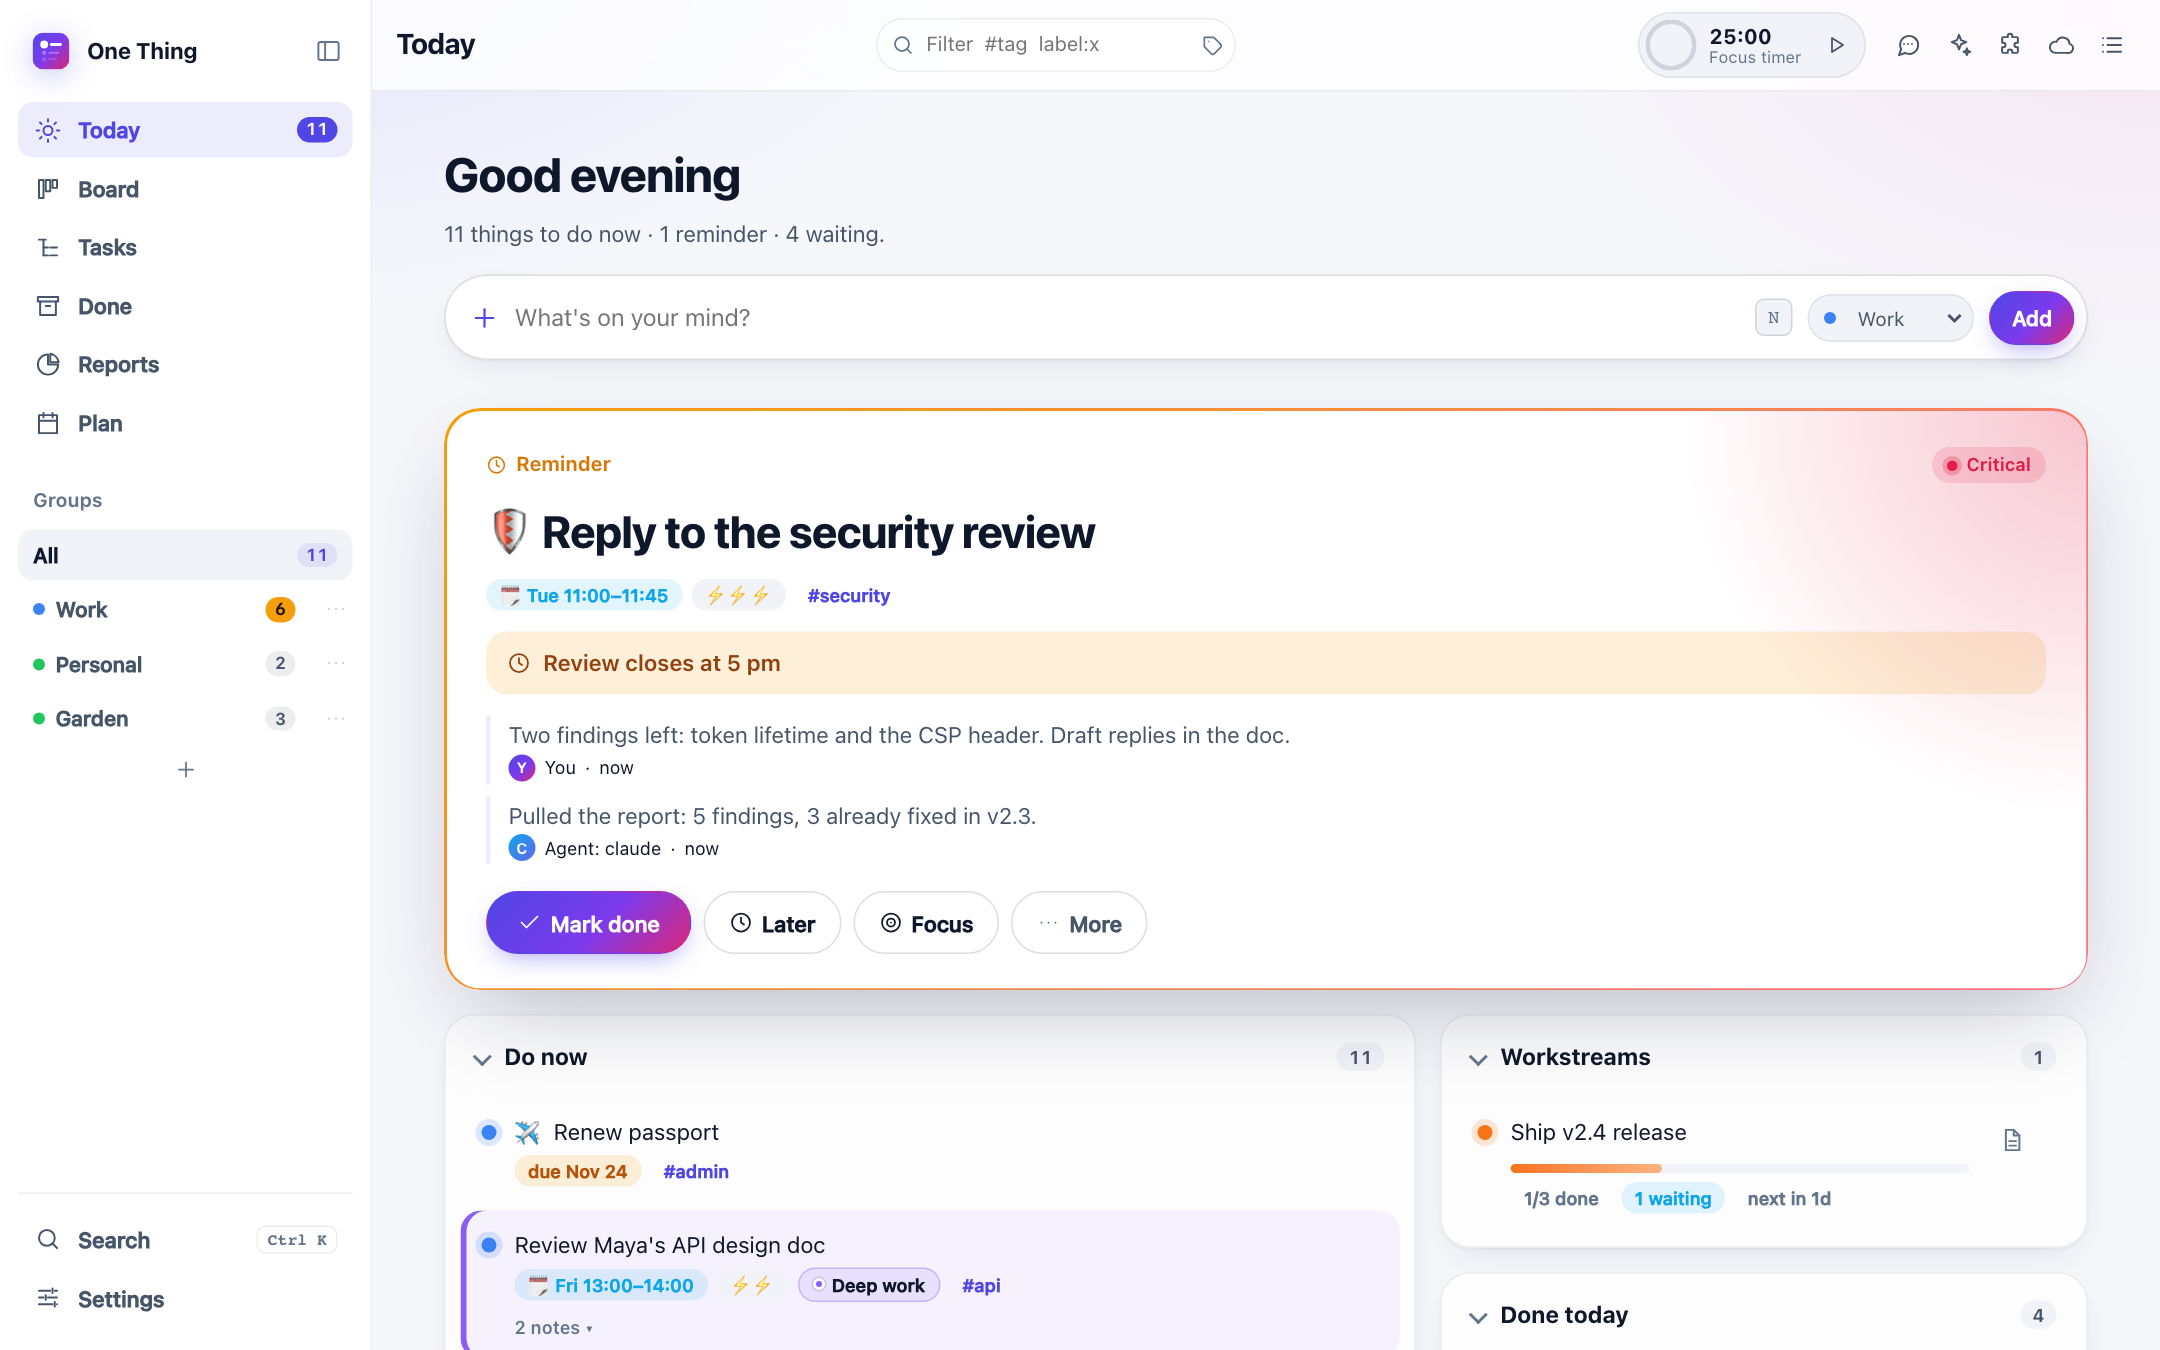 One Thing
Today 11
Board
Tasks
Done
Reports
Plan
Groups
All 11
Work 6
Personal 2
Garden 3
Search Ctrl K
Settings
Today
Filter #tag label:x
25:00
Focus timer
Good evening
11 things to do now · 1 reminder · 4 waiting.
What's on your mind? N Work Add
Reminder Critical
Reply to the security review
Tue 11:00–11:45 #security
Review closes at 5 pm
Two findings left: token lifetime and the CSP header. Draft replies in the doc.
Y You · now
Pulled the report: 5 findings, 3 already fixed in v2.3.
C Agent: claude · now
Mark done Later Focus ··· More
Do now 11
Renew passport
due Nov 24 #admin
Review Maya's API design doc
Fri 13:00–14:00 Deep work #api
2 notes
Workstreams 1
Ship v2.4 release
1/3 done 1 waiting next in 1d
Done today 4